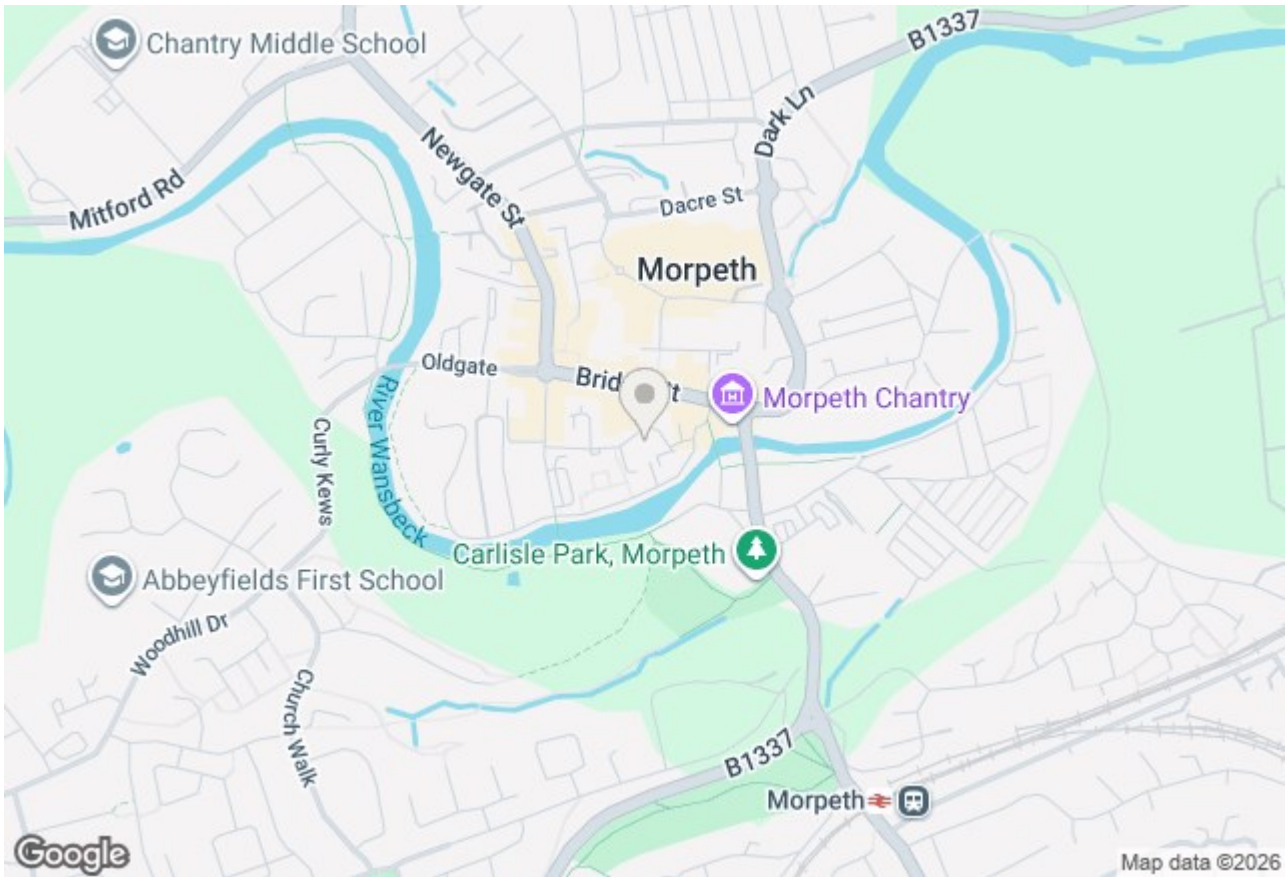 Chantry Middle School
B1337
Dark Ln
Newgate St
Mitford Rd
Dacre St
Morpeth
Oldgate
Morpeth Chantry
River Wansbeck
Curly Kews
Carlisle Park, Morpeth
Abbeyfields First School
Woodhill Dr
Church Walk
B1337
Morpeth
Google
Map data ©2026